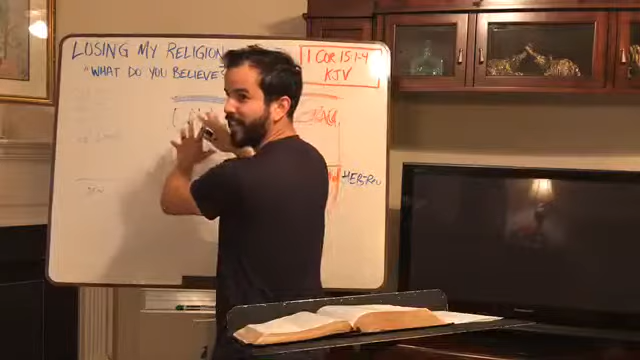 LOSING MY RELIGION
"WHAT DO YOU BELIEVE?
1 COR 15:1-4
KJV
HEBREW